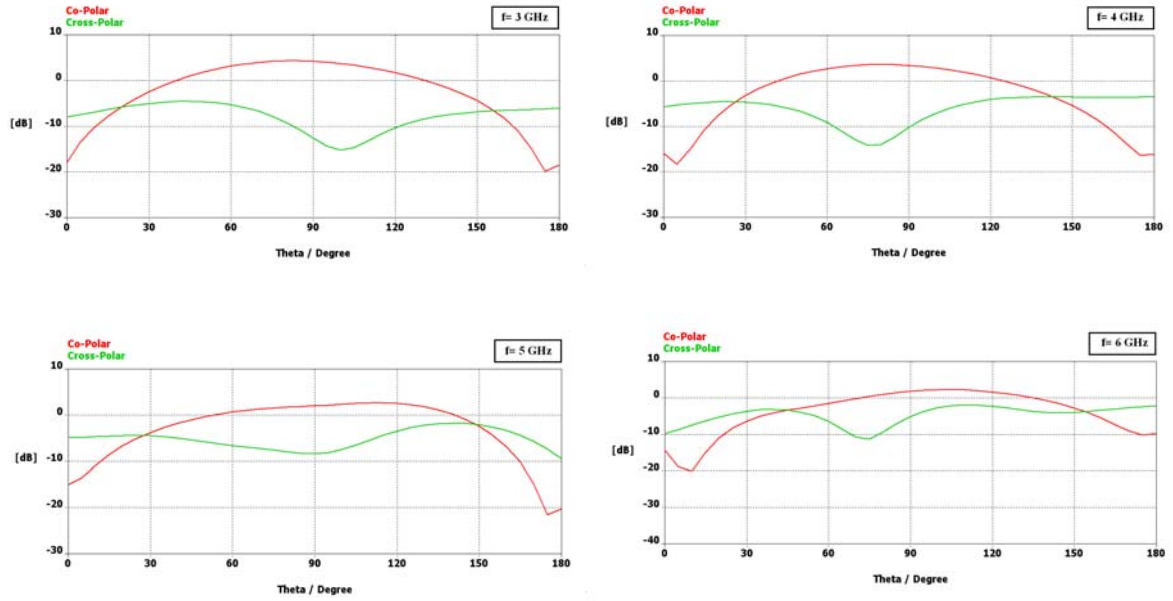 Co-Polar
Cross-Polar
f= 3 GHz
10
0
[dB]
-10
-20
-30
0 30 60 90 120 150 180
Theta / Degree
Co-Polar
Cross-Polar
f= 4 GHz
10
0
[dB]
-10
-20
-30
0 30 60 90 120 150 180
Theta / Degree
Co-Polar
Cross-Polar
f= 5 GHz
10
0
[dB]
-10
-20
-30
0 30 60 90 120 150 180
Theta / Degree
Co-Polar
Cross-Polar
f= 6 GHz
10
0
[dB]
-10
-20
-30
-40
0 30 60 90 120 150 180
Theta / Degree